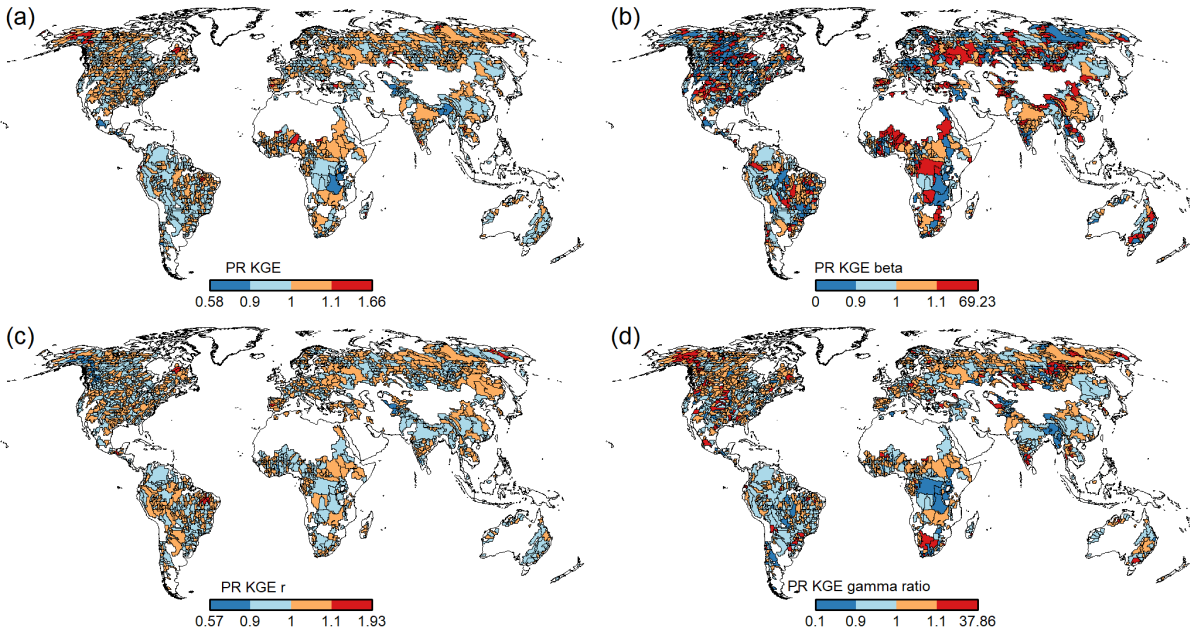 (a)
(b)
PR KGE
0.58 0.9 1 1.1 1.66
PR KGE beta
0 0.9 1 1.1 69.23
(c)
(d)
PR KGE r
0.57 0.9 1 1.1 1.93
PR KGE gamma ratio
0.1 0.9 1 1.1 37.86